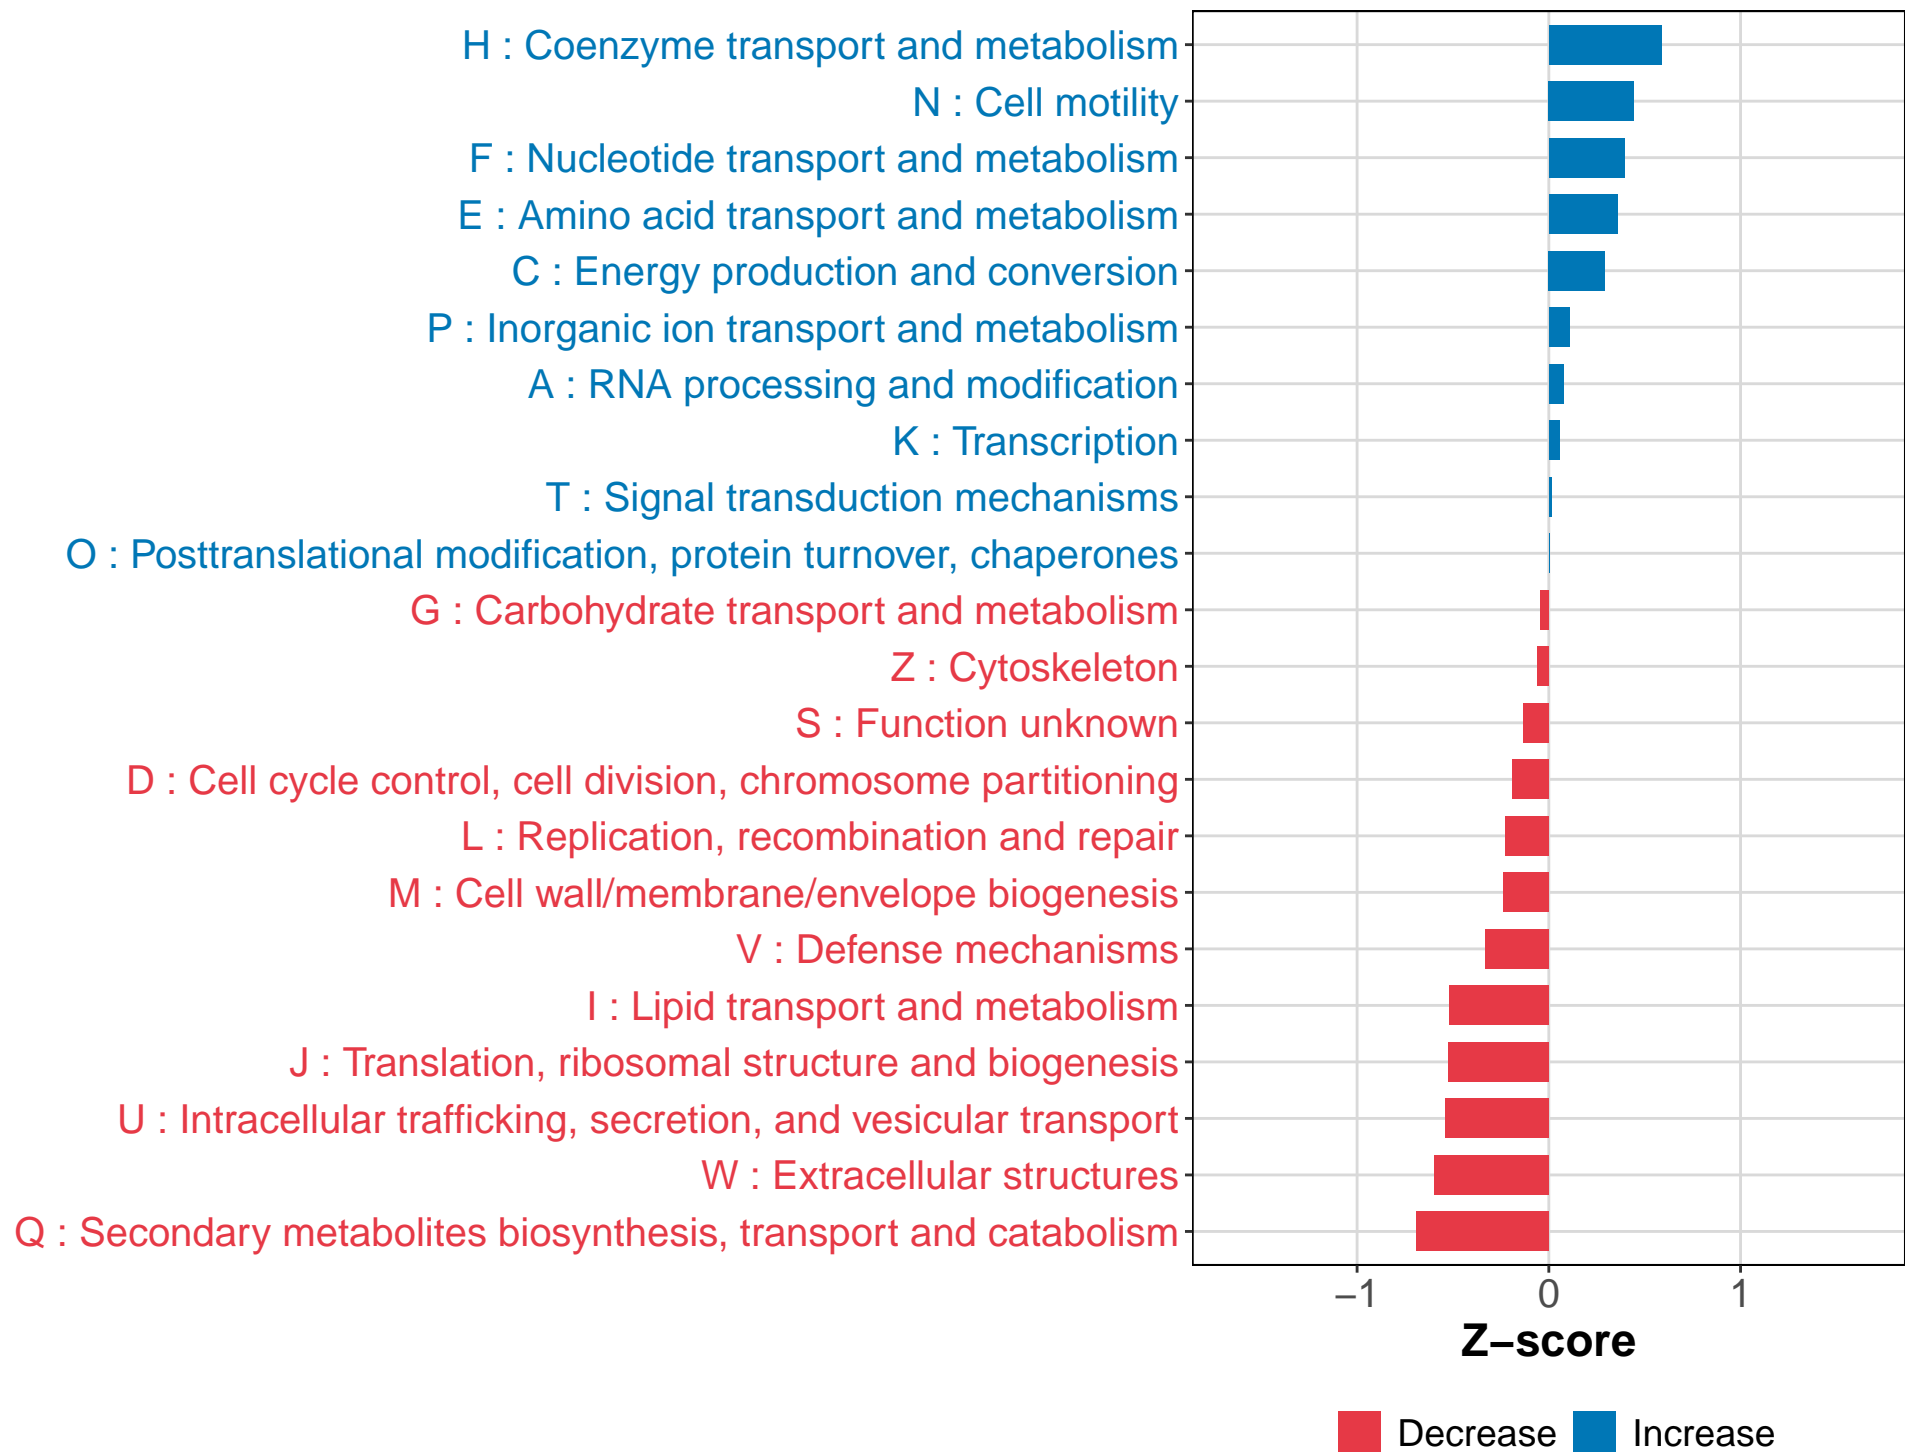 H : Coenzyme transport and metabolism
N : Cell motility
F : Nucleotide transport and metabolism
E : Amino acid transport and metabolism
C : Energy production and conversion
P : Inorganic ion transport and metabolism
A : RNA processing and modification
K : Transcription
T : Signal transduction mechanisms
O : Posttranslational modification, protein turnover, chaperones
G : Carbohydrate transport and metabolism
Z : Cytoskeleton
S : Function unknown
D : Cell cycle control, cell division, chromosome partitioning
L : Replication, recombination and repair
M : Cell wall/membrane/envelope biogenesis
V : Defense mechanisms
I : Lipid transport and metabolism
J : Translation, ribosomal structure and biogenesis
U : Intracellular trafficking, secretion, and vesicular transport
W : Extracellular structures
Q : Secondary metabolites biosynthesis, transport and catabolism
−1 0 1
Z−score
Decrease Increase